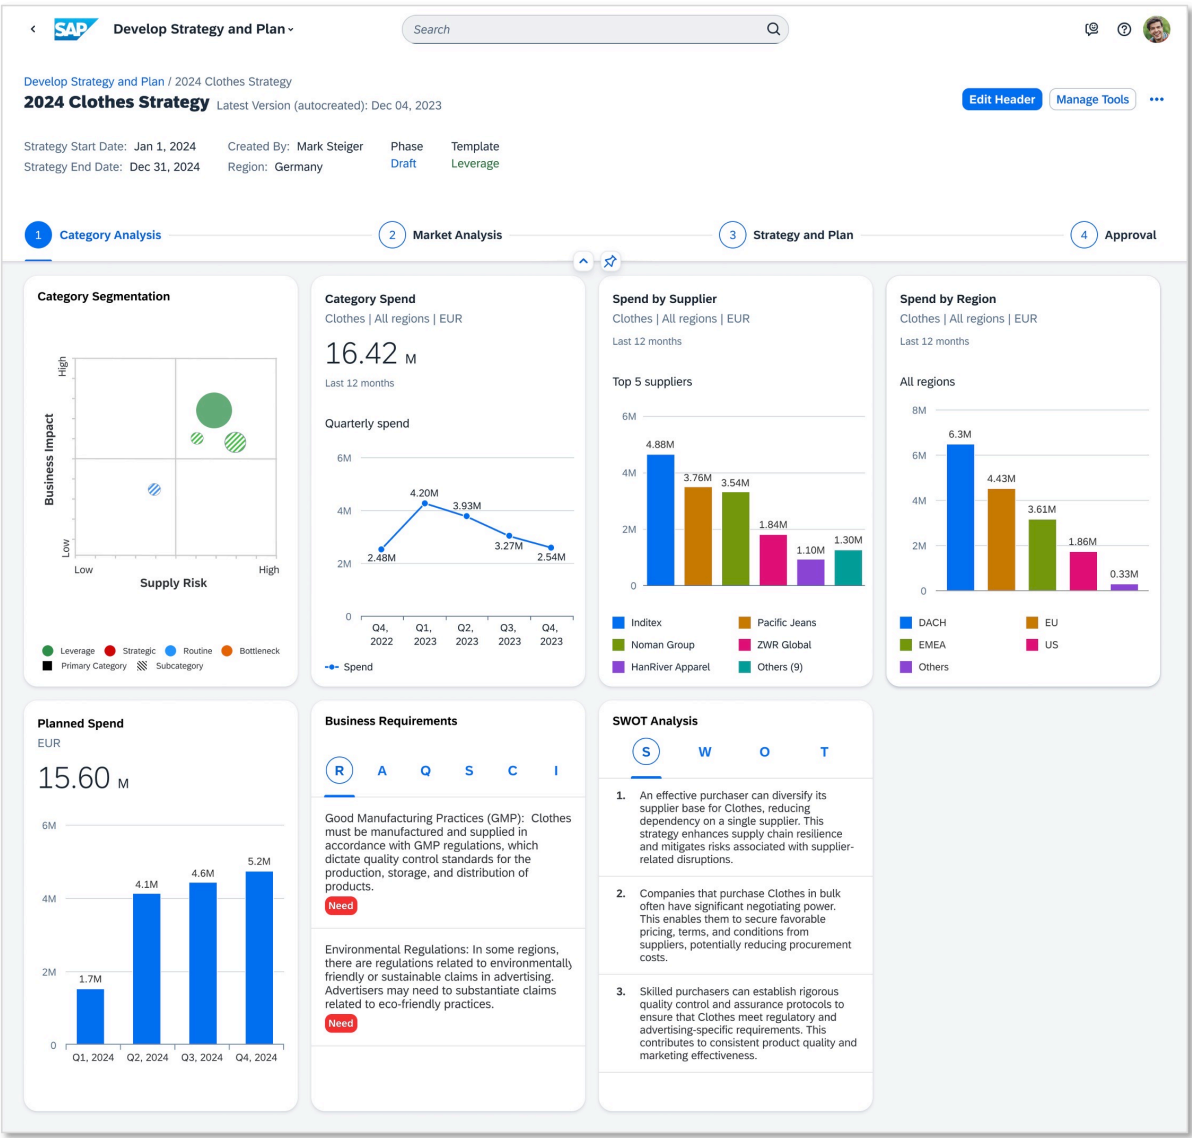 SAP
Develop Strategy and Plan
Search
Develop Strategy and Plan / 2024 Clothes Strategy
2024 Clothes Strategy Latest Version (autocreated): Dec 04, 2023
Edit Header
Manage Tools
Strategy Start Date: Jan 1, 2024 Created By: Mark Steiger Phase Template
Strategy End Date: Dec 31, 2024 Region: Germany Draft Leverage
1 Category Analysis
2 Market Analysis
3 Strategy and Plan
4 Approval
Category Segmentation
High
Business Impact
Low
Low
High
Supply Risk
Leverage Strategic Routine Bottleneck
Primary Category Subcategory
Category Spend
Clothes | All regions | EUR
16.42 M
Last 12 months
Quarterly spend
6M
4.20M
4M
3.93M
3.27M
2.48M
2.54M
2M
0
Q4, Q1, Q2, Q3, Q4,
2022 2023 2023 2023 2023
Spend
Spend by Supplier
Clothes | All regions | EUR
Last 12 months
Top 5 suppliers
6M
4.88M
4M
3.76M
3.54M
2M
1.84M
1.10M
1.30M
0
Inditex Pacific Jeans
Noman Group ZWR Global
HanRiver Apparel Others (9)
Spend by Region
Clothes | All regions | EUR
Last 12 months
All regions
8M
6.3M
6M
4.43M
4M
3.61M
2M
1.86M
0.33M
0
DACH EU
EMEA US
Others
Planned Spend
EUR
15.60 M
6M
5.2M
4.6M
4.1M
4M
2M
1.7M
0
Q1, 2024 Q2, 2024 Q3, 2024 Q4, 2024
Business Requirements
R A Q S C I
Good Manufacturing Practices (GMP): Clothes
must be manufactured and supplied in
accordance with GMP regulations, which
dictate quality control standards for the
production, storage, and distribution of
products.
Need
Environmental Regulations: In some regions,
there are regulations related to environmentally
friendly or sustainable claims in advertising.
Advertisers may need to substantiate claims
related to eco-friendly practices.
Need
SWOT Analysis
S W O T
1. An effective purchaser can diversify its
supplier base for Clothes, reducing
dependency on a single supplier. This
strategy enhances supply chain resilience
and mitigates risks associated with supplier-
related disruptions.
2. Companies that purchase Clothes in bulk
often have significant negotiating power.
This enables them to secure favorable
pricing, terms, and conditions from
suppliers, potentially reducing procurement
costs.
3. Skilled purchasers can establish rigorous
quality control and assurance protocols to
ensure that Clothes meet regulatory and
advertising-specific requirements. This
contributes to consistent product quality and
marketing effectiveness.